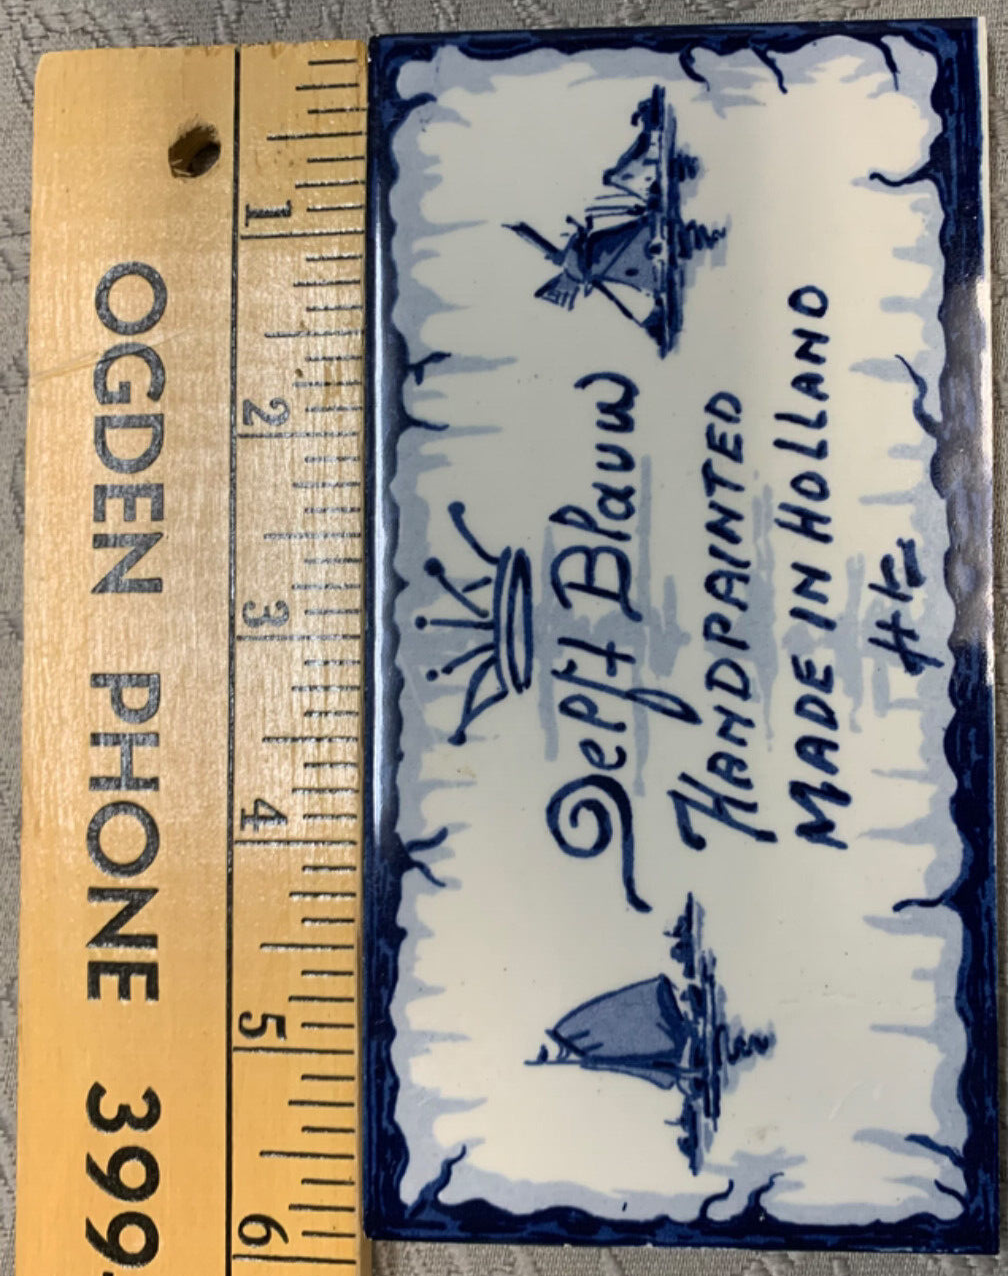 Delft Blauw
HANDPAINTED
MADE IN HOLLAND
OGDEN PHONE 399
1 2 3 4 5 6